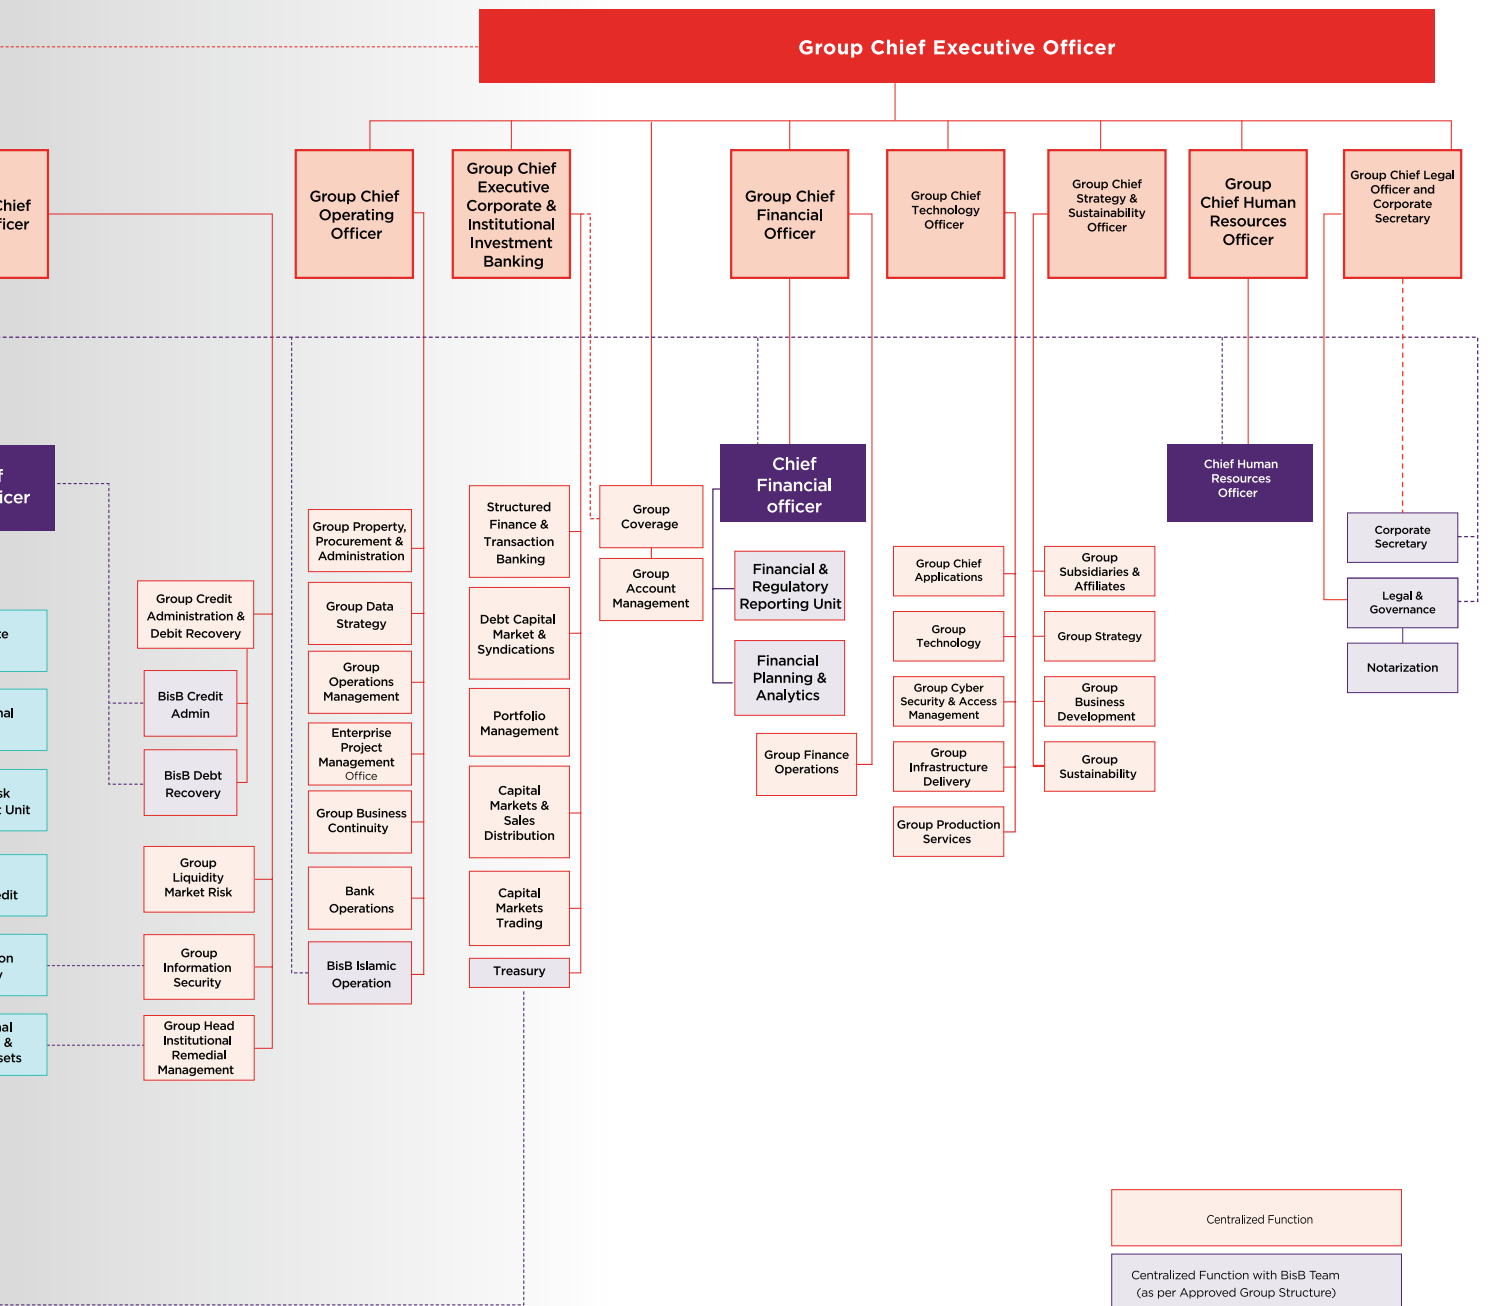 Group Chief Executive Officer
Group Chief
Operating
Officer
Group Chief
Executive
Corporate &
Institutional
Investment
Banking
Group Chief
Financial
Officer
Group Chief
Technology
Officer
Group Chief
Strategy &
Sustainability
Officer
Group
Chief Human
Resources
Officer
Group Chief Legal
Officer and
Corporate
Secretary
Chief
Financial
officer
Chief Human
Resources
Officer
Group Credit
Administration &
Debit Recovery
BisB Credit
Admin
BisB Debt
Recovery
Group
Liquidity
Market Risk
Group
Information
Security
Group Head
Institutional
Remedial
Management
Group Property,
Procurement &
Administration
Group Data
Strategy
Group
Operations
Management
Enterprise
Project
Management
Office
Group Business
Continuity
Bank
Operations
BisB Islamic
Operation
Structured
Finance &
Transaction
Banking
Debt Capital
Market &
Syndications
Portfolio
Management
Capital
Markets &
Sales
Distribution
Capital
Markets
Trading
Treasury
Group
Coverage
Group
Account
Management
Financial &
Regulatory
Reporting Unit
Financial
Planning &
Analytics
Group Finance
Operations
Group Chief
Applications
Group
Technology
Group Cyber
Security & Access
Management
Group
Infrastructure
Delivery
Group Production
Services
Group
Subsidiaries &
Affiliates
Group Strategy
Group
Business
Development
Group
Sustainability
Corporate
Secretary
Legal &
Governance
Notarization
Unit
&
Centralized Function
Centralized Function with BisB Team
(as per Approved Group Structure)